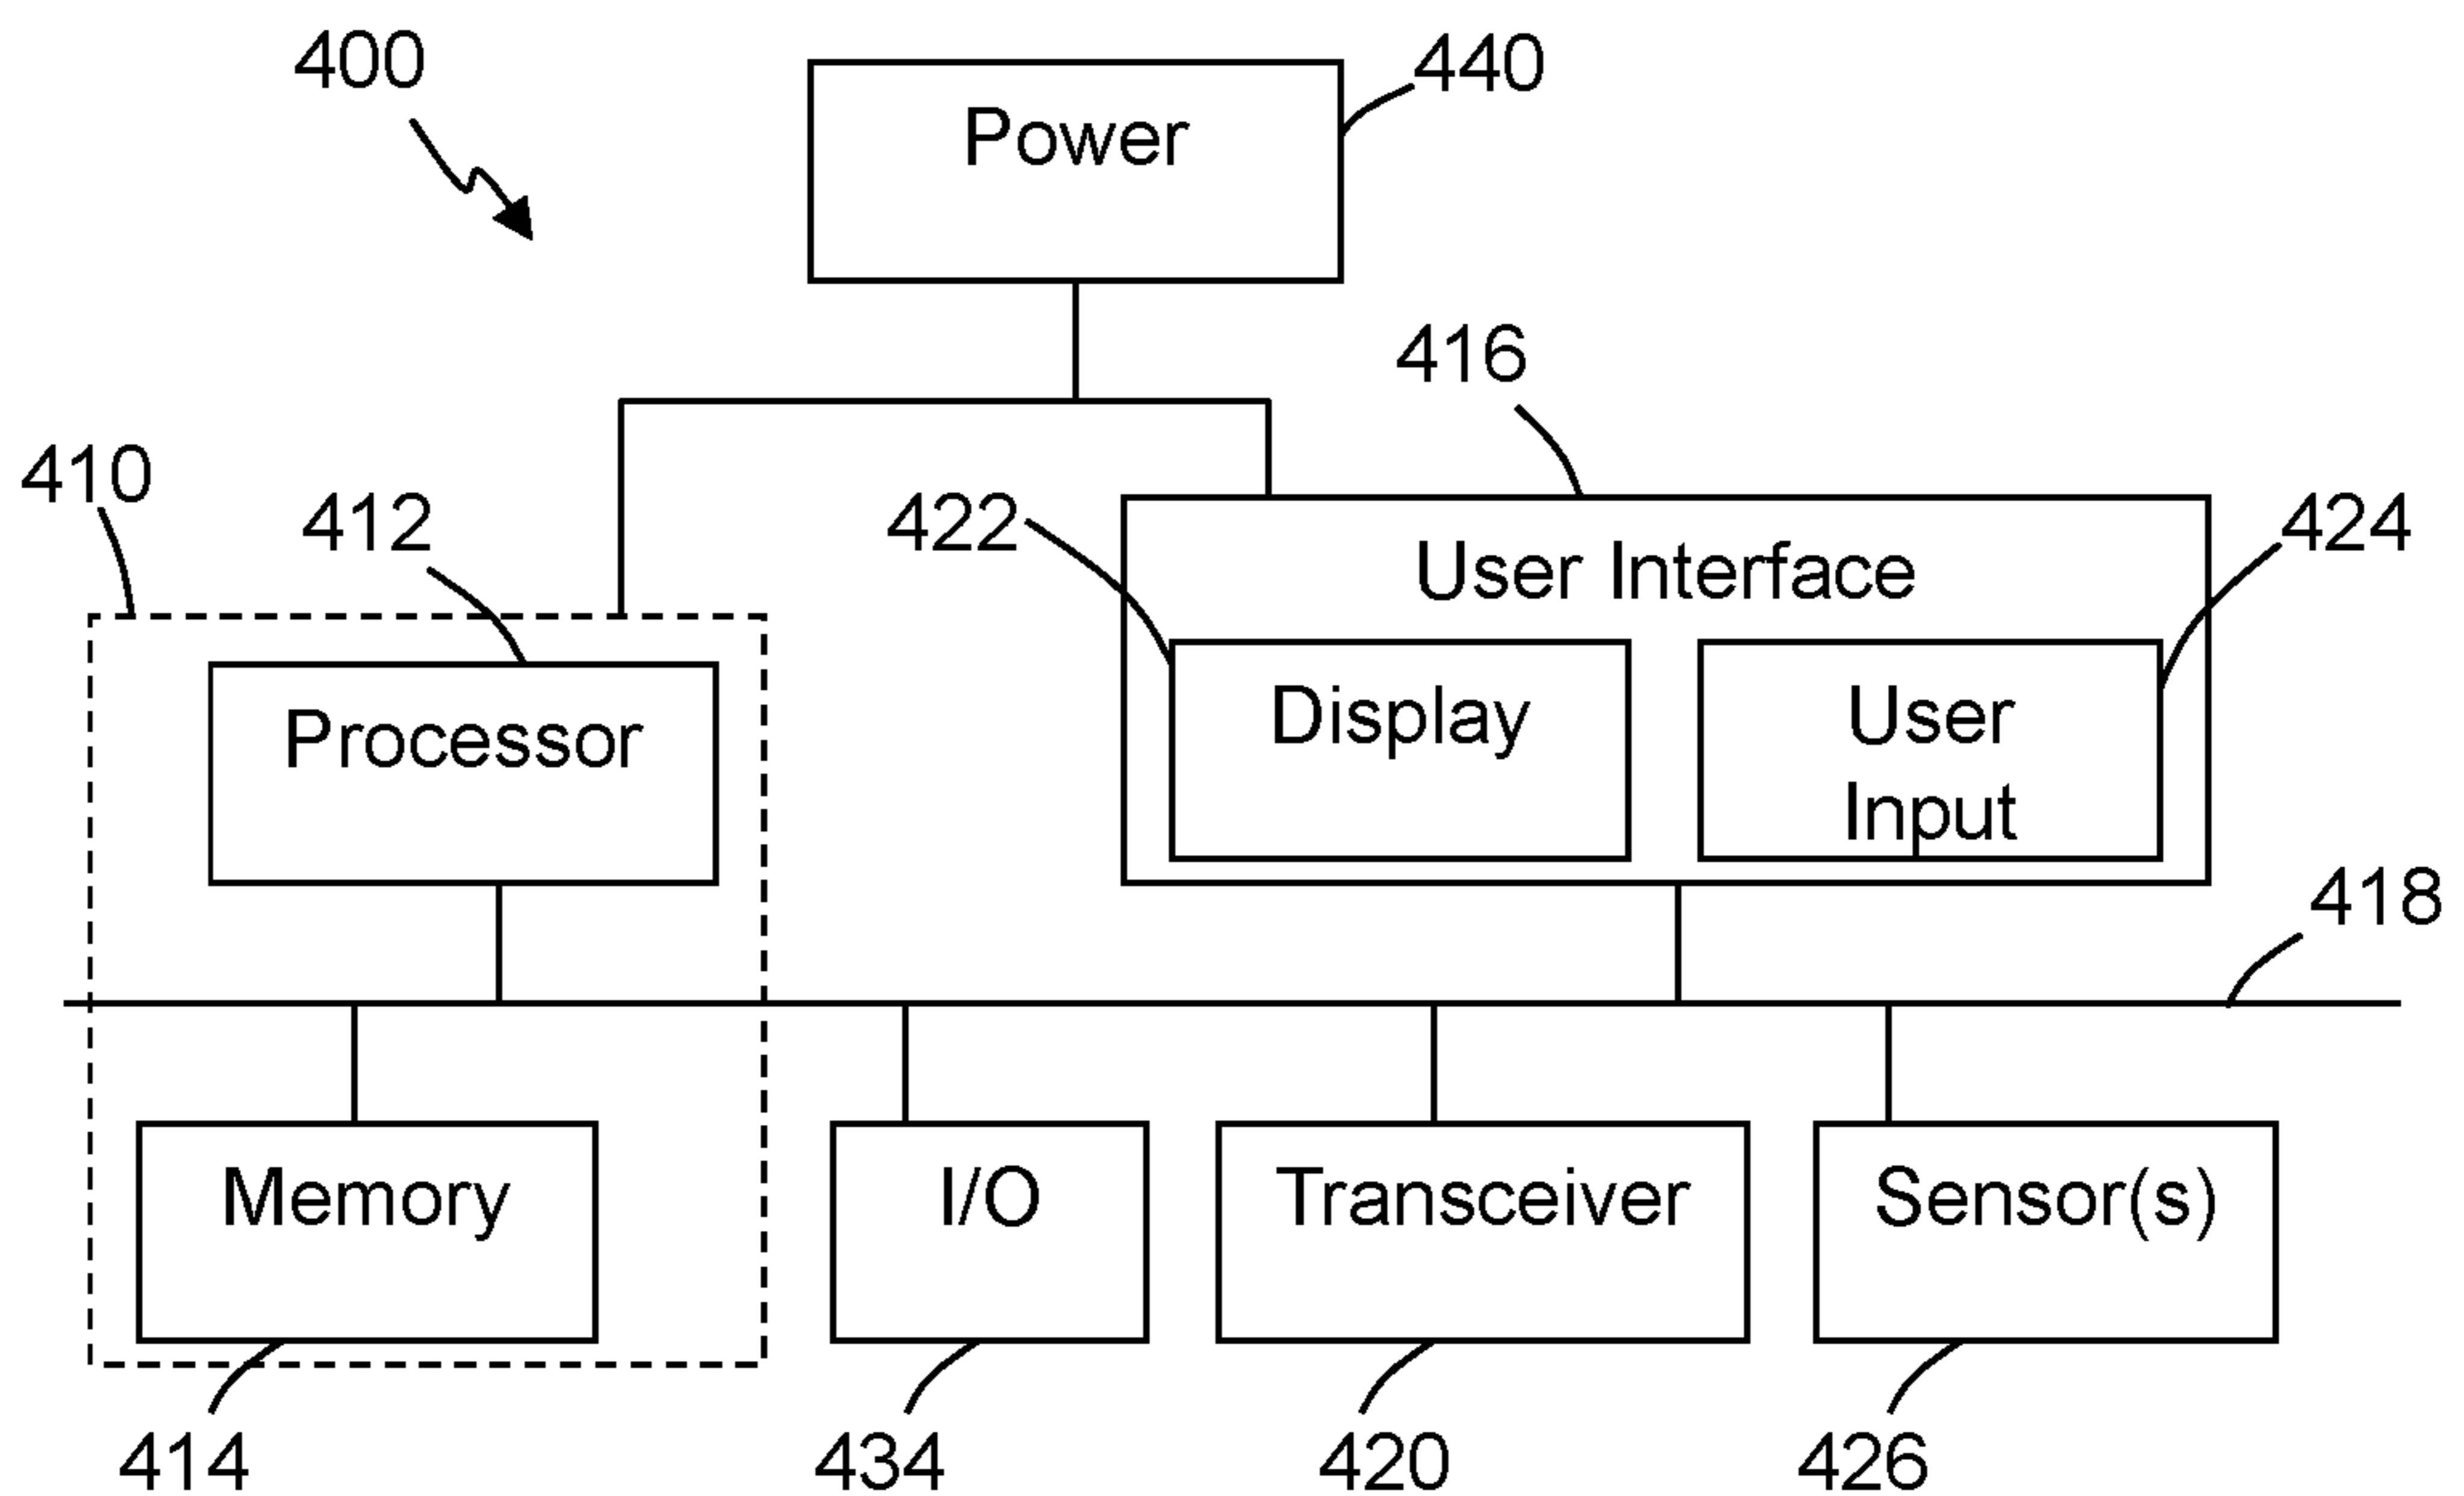 400
440
Power
416
410
412
422
424
User Interface
Processor
Display
User
Input
418
Memory
I/O
Transceiver
Sensor(s)
414
434
420
426